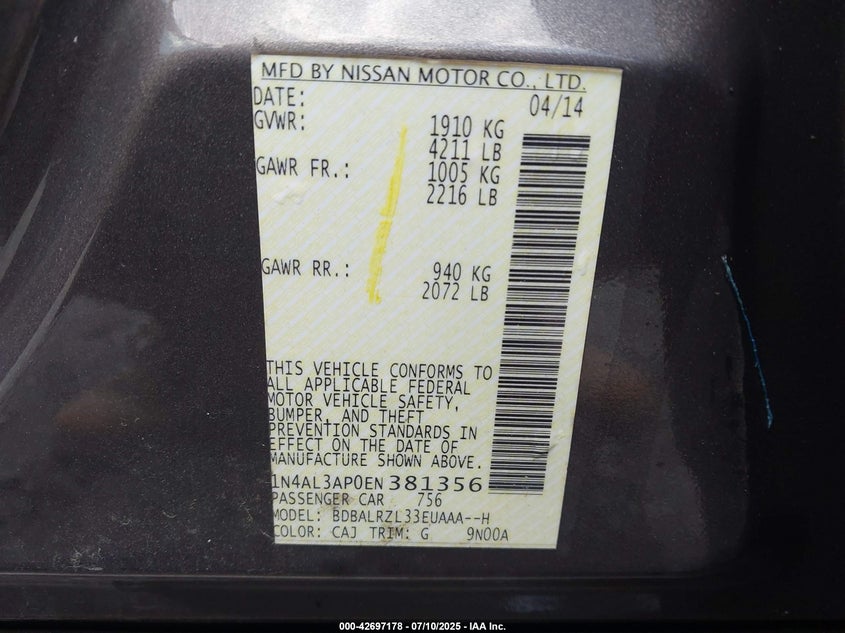 MFD BY NISSAN MOTOR CO., LTD.
DATE: 04/14
GVWR: 1910 KG
4211 LB
GAWR FR.: 1005 KG
2216 LB
GAWR RR.: 940 KG
2072 LB
THIS VEHICLE CONFORMS TO
ALL APPLICABLE FEDERAL
MOTOR VEHICLE SAFETY,
BUMPER, AND THEFT
PREVENTION STANDARDS IN
EFFECT ON THE DATE OF
MANUFACTURE SHOWN ABOVE.
1N4AL3AP0EN381356
PASSENGER CAR 756
MODEL: BDBALRZL33EUAAA--H
COLOR: CAJ TRIM: G 9N00A
000-42697178 - 07/10/2025 - IAA Inc.